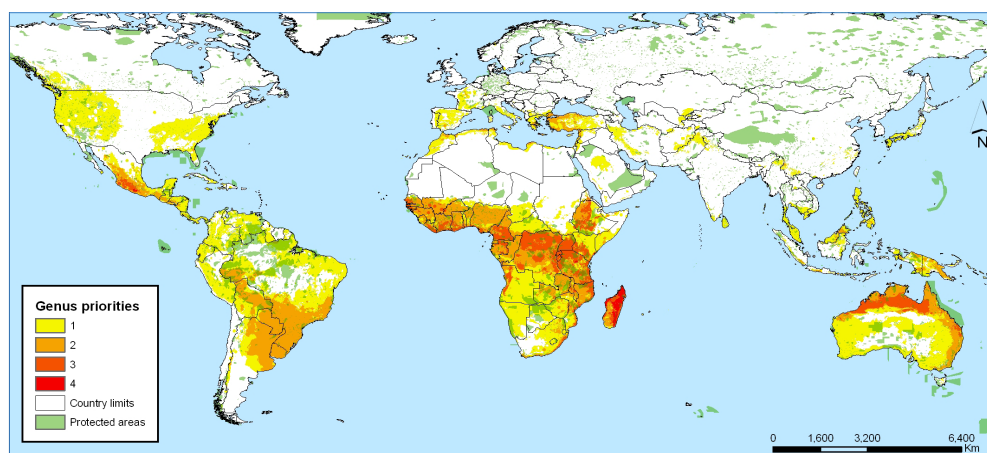 N
Genus priorities
1
2
3
4
Country limits
Protected areas
0 1,600 3,200 6,400
Km